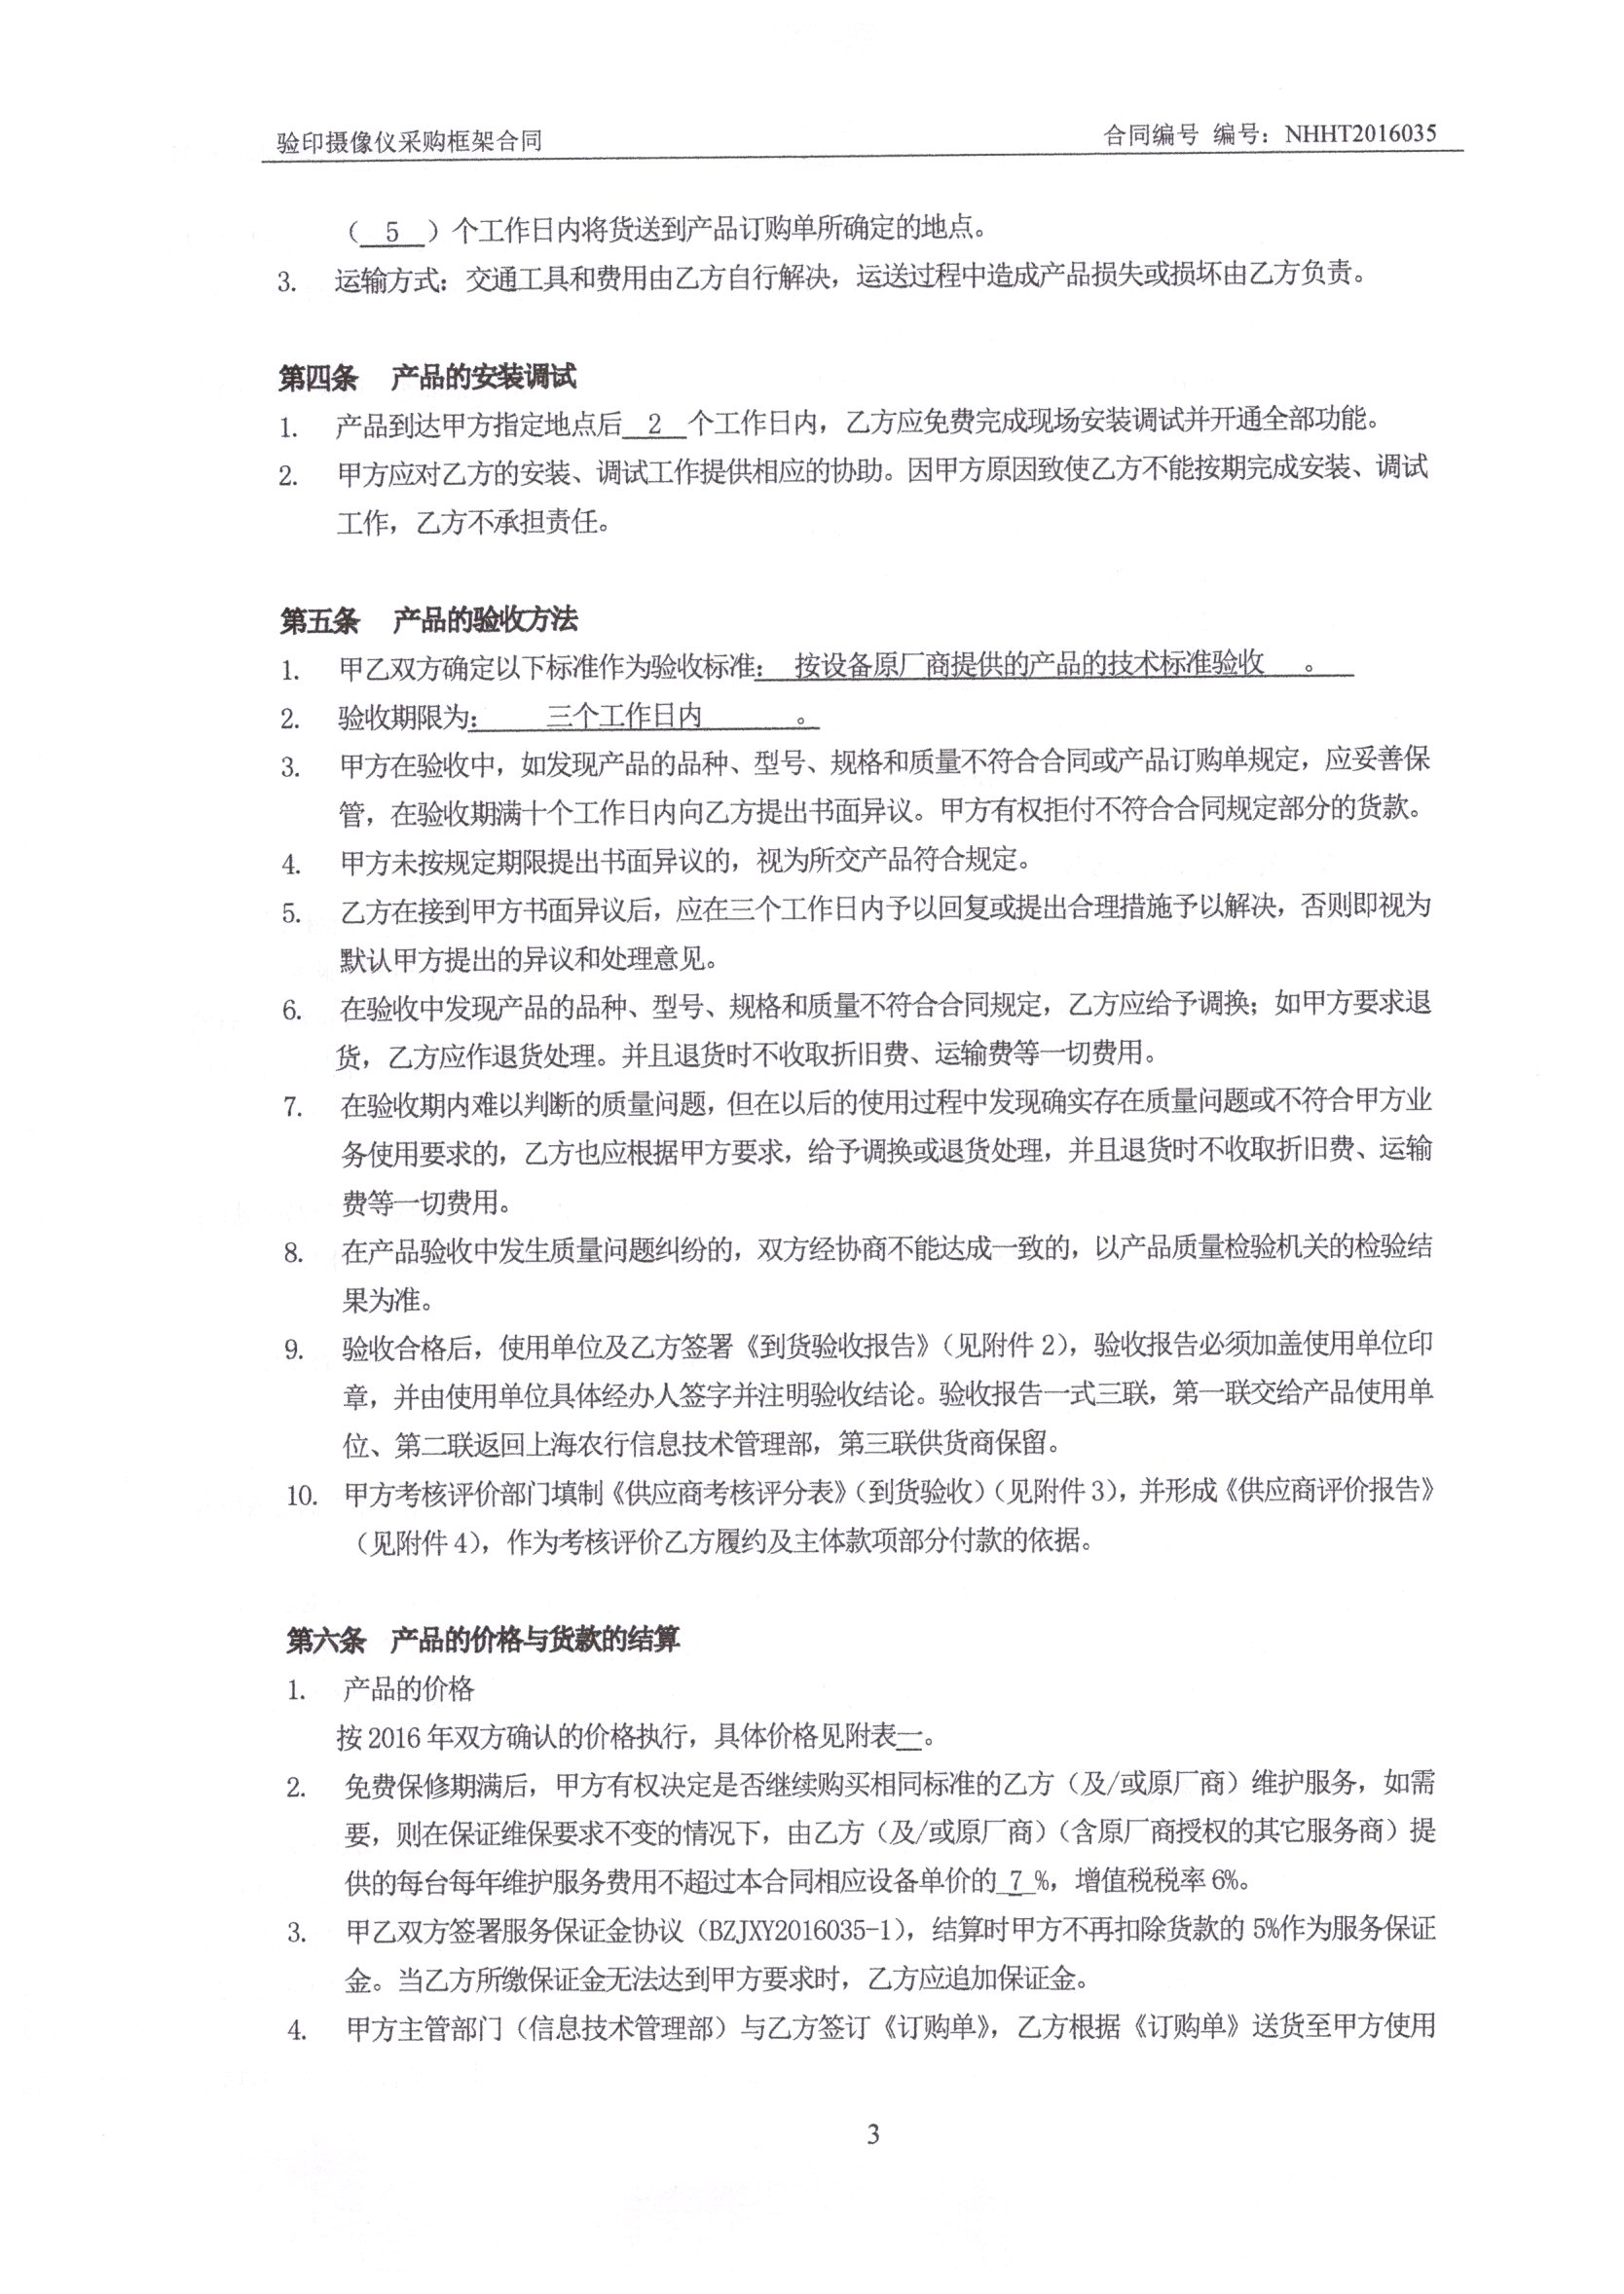 验印摄像仪采购框架合同 合同编号 编号：NHHT2016035
（ 5 ）个工作日内将货送到产品订购单所确定的地点。
3. 运输方式：交通工具和费用由乙方自行解决，运送过程中造成产品损失或损坏由乙方负责。
第四条 产品的安装调试
1. 产品到达甲方指定地点后 2 个工作日内，乙方应免费完成现场安装调试并开通全部功能。
2. 甲方应对乙方的安装、调试工作提供相应的协助。因甲方原因致使乙方不能按期完成安装、调试
工作，乙方不承担责任。
第五条 产品的验收方法
1. 甲乙双方确定以下标准作为验收标准： 按设备原厂商提供的产品的技术标准验收 。
2. 验收期限为： 三个工作日内 。
3. 甲方在验收中，如发现产品的品种、型号、规格和质量不符合合同或产品订购单规定，应妥善保
管，在验收期满十个工作日内向乙方提出书面异议。甲方有权拒付不符合合同规定部分的货款。
4. 甲方未按规定期限提出书面异议的，视为所交产品符合规定。
5. 乙方在接到甲方书面异议后，应在三个工作日内予以回复或提出合理措施予以解决，否则即视为
默认甲方提出的异议和处理意见。
6. 在验收中发现产品的品种、型号、规格和质量不符合合同规定，乙方应给予调换；如甲方要求退
货，乙方应作退货处理。并且退货时不收取折旧费、运输费等一切费用。
7. 在验收期内难以判断的质量问题，但在以后的使用过程中发现确实存在质量问题或不符合甲方业
务使用要求的，乙方也应根据甲方要求，给予调换或退货处理，并且退货时不收取折旧费、运输
费等一切费用。
8. 在产品验收中发生质量问题纠纷的，双方经协商不能达成一致的，以产品质量检验机关的检验结
果为准。
9. 验收合格后，使用单位及乙方签署《到货验收报告》（见附件 2），验收报告必须加盖使用单位印
章，并由使用单位具体经办人签字并注明验收结论。验收报告一式三联，第一联交给产品使用单
位、第二联返回上海农行信息技术管理部，第三联供货商保留。
10. 甲方考核评价部门填制《供应商考核评分表》（到货验收）（见附件 3），并形成《供应商评价报告》
（见附件 4），作为考核评价乙方履约及主体款项部分付款的依据。
第六条 产品的价格与货款的结算
1. 产品的价格
按 2016 年双方确认的价格执行，具体价格见附表一。
2. 免费保修期满后，甲方有权决定是否继续购买相同标准的乙方（及/或原厂商）维护服务，如需
要，则在保证维保要求不变的情况下，由乙方（及/或原厂商）（含原厂商授权的其它服务商）提
供的每台每年维护服务费用不超过本合同相应设备单价的 7 %，增值税税率 6%。
3. 甲乙双方签署服务保证金协议（BZJXY2016035-1），结算时甲方不再扣除货款的 5%作为服务保证
金。当乙方所缴保证金无法达到甲方要求时，乙方应追加保证金。
4. 甲方主管部门（信息技术管理部）与乙方签订《订购单》，乙方根据《订购单》送货至甲方使用
3